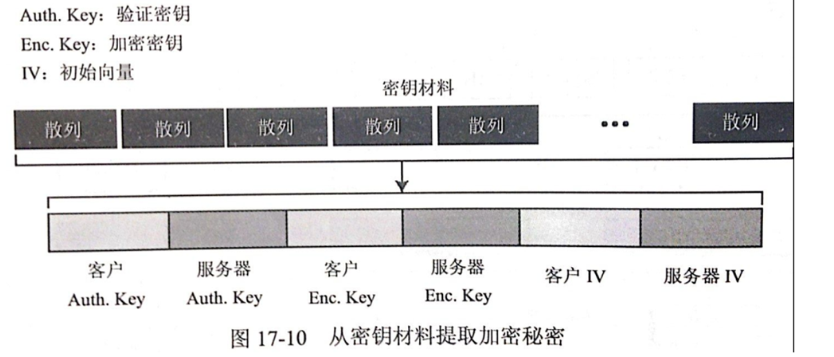 Auth. Key：验证密钥
Enc. Key：加密密钥
IV：初始向量
密钥材料
散列 散列 散列 散列 散列 ••• 散列
客户 服务器 客户 服务器 客户 IV 服务器 IV
Auth. Key Auth. Key Enc. Key Enc. Key
图 17-10 从密钥材料提取加密秘密